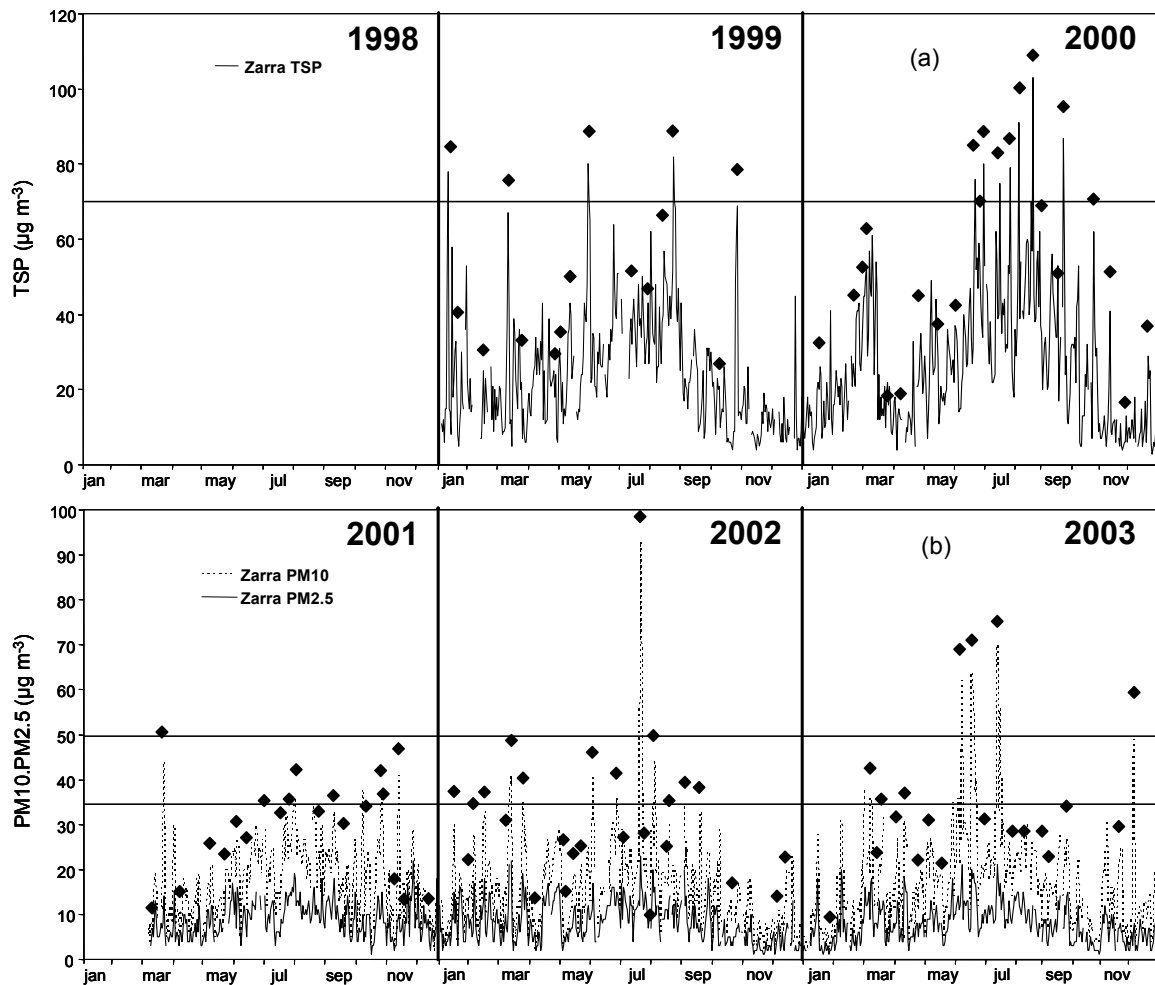 120
100
80
60
40
20
0
TSP (µg m-3)
1998
1999
2000
(a)
Zarra TSP
jan mar may jul sep nov jan mar may jul sep nov jan mar may jul sep nov
100
90
80
70
60
50
40
30
20
10
0
PM10.PM2.5 (µg m-3)
2001
2002
2003
(b)
Zarra PM10
Zarra PM2.5
jan mar may jul sep nov jan mar may jul sep nov jan mar may jul sep nov